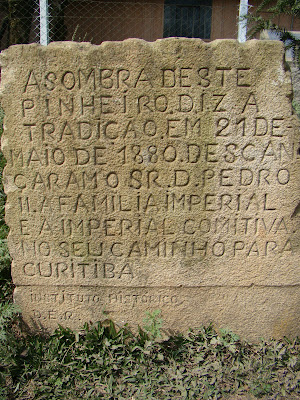 A SOMBRA DESTE
PINHEIRO, DIZ A
TRADIÇÃO, EM 21 DE
MAIO DE 1880, DESCAN
ÇARAM O SR. D. PEDRO
II. A FAMILIA IMPERIAL
E A IMPERIAL COMITIVA
NO SEU CAMINHO PARA
CURITIBA
INSTITUTO HISTÓRICO
D.E.R.